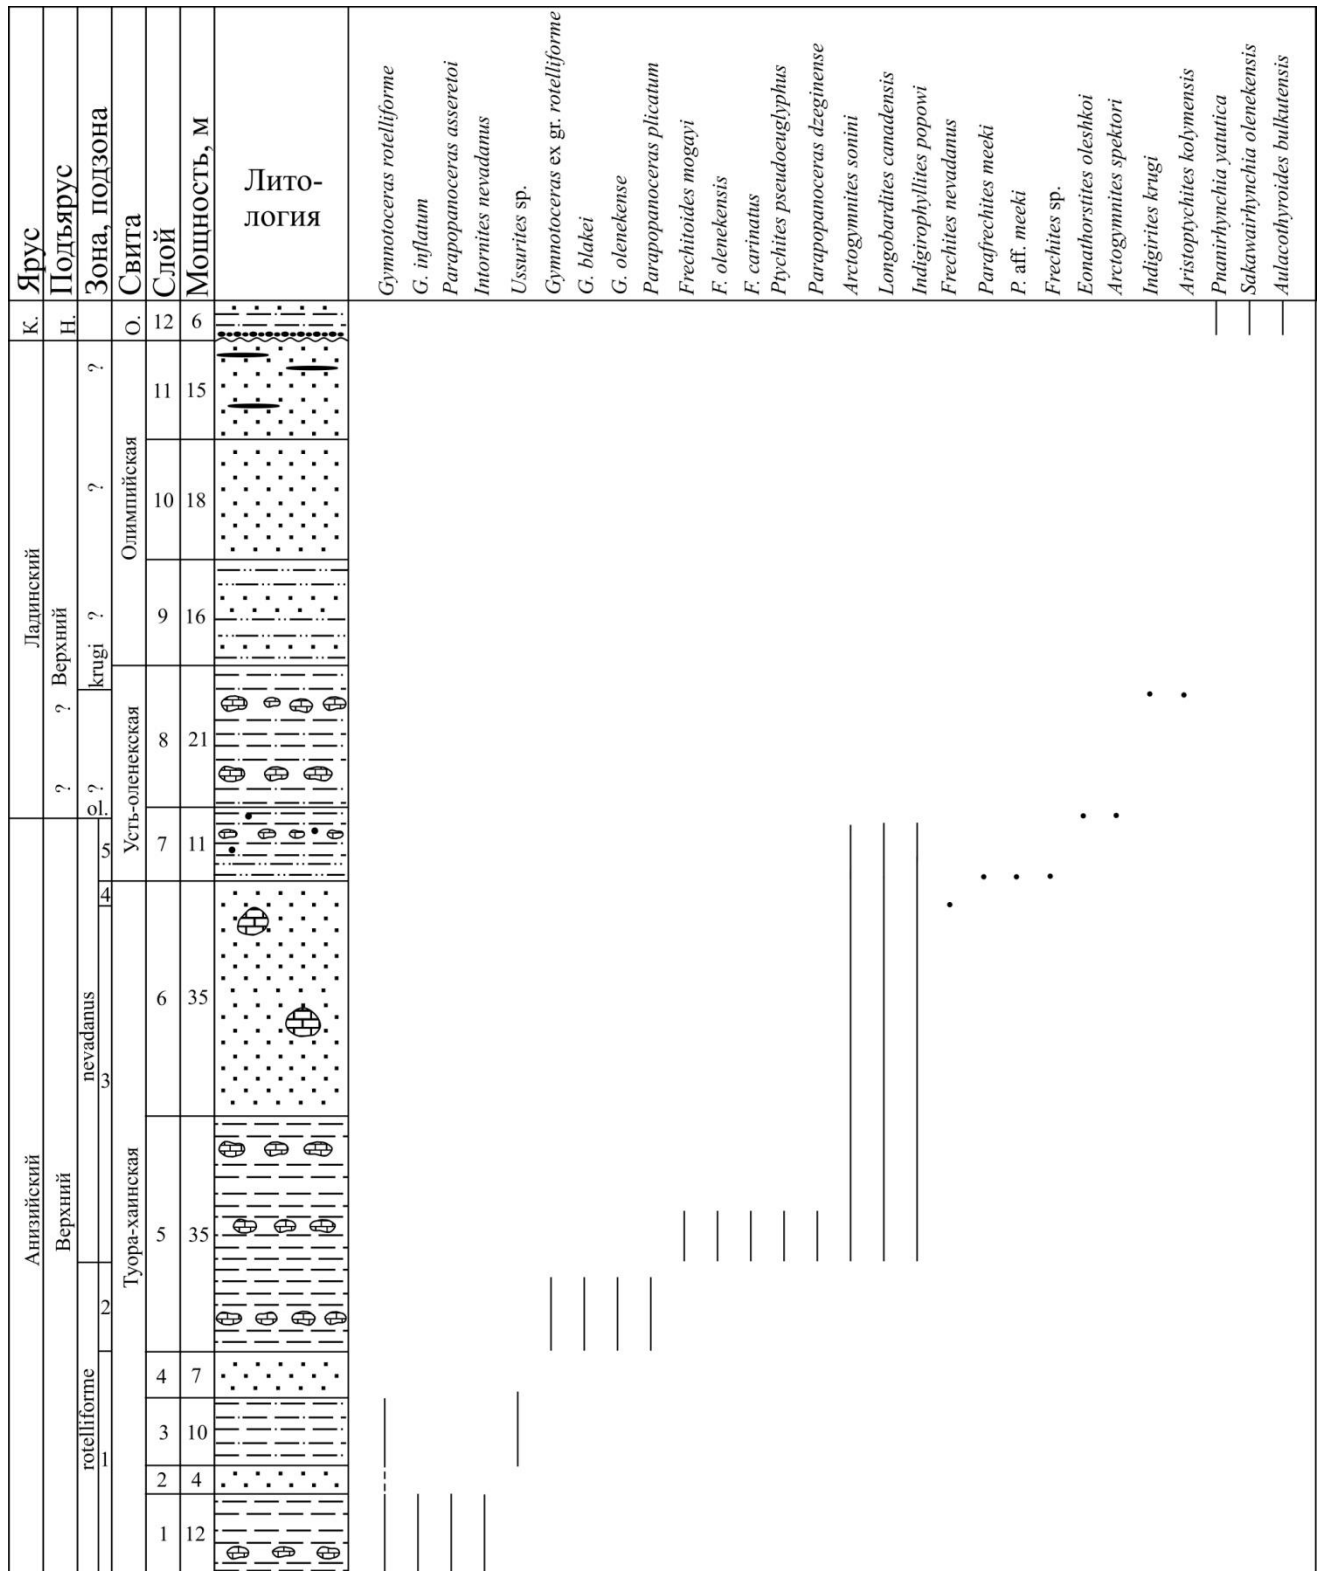 Ярус
Подъярус
Зона, подзона
Свита
Слой
Мощность, м
Лито-
логия
Gymnotoceras rotelliforme
G. inflatum
Parapopanoceras asseretoi
Intornites nevadanus
Ussurites sp.
Gymnotoceras ex gr. rotelliforme
G. blakei
G. olenekense
Parapopanoceras plicatum
Frechitoides mogayi
F. olenekensis
F. carinatus
Ptychites pseudoeuglyphus
Parapopanoceras dzeginense
Arctogymnites sonini
Longobardites canadensis
Indigirophyllites popowi
Frechites nevadanus
Parafrechites meeki
P. aff. meeki
Frechites sp.
Eonathorstites oleshkoi
Arctogymnites spektori
Indigirites krugi
Aristoptychites kolymensis
Pnanirhynchia yatutica
Sakawairhynchia olenekensis
Aulacothyroides bulkutensis
К. Н. О. 12 6
? 11 15
? Олимпийская 10 18
Ладинский Верхний krugi ? 9 16
? Усть-оленекская 8 21
? ?
ol.
5 7 11
4
nevadanus 3 6 35
Анизийский Верхний Туора-хаинская 5 35
2
rotelliforme 4 7
1 3 10
2 4
1 12